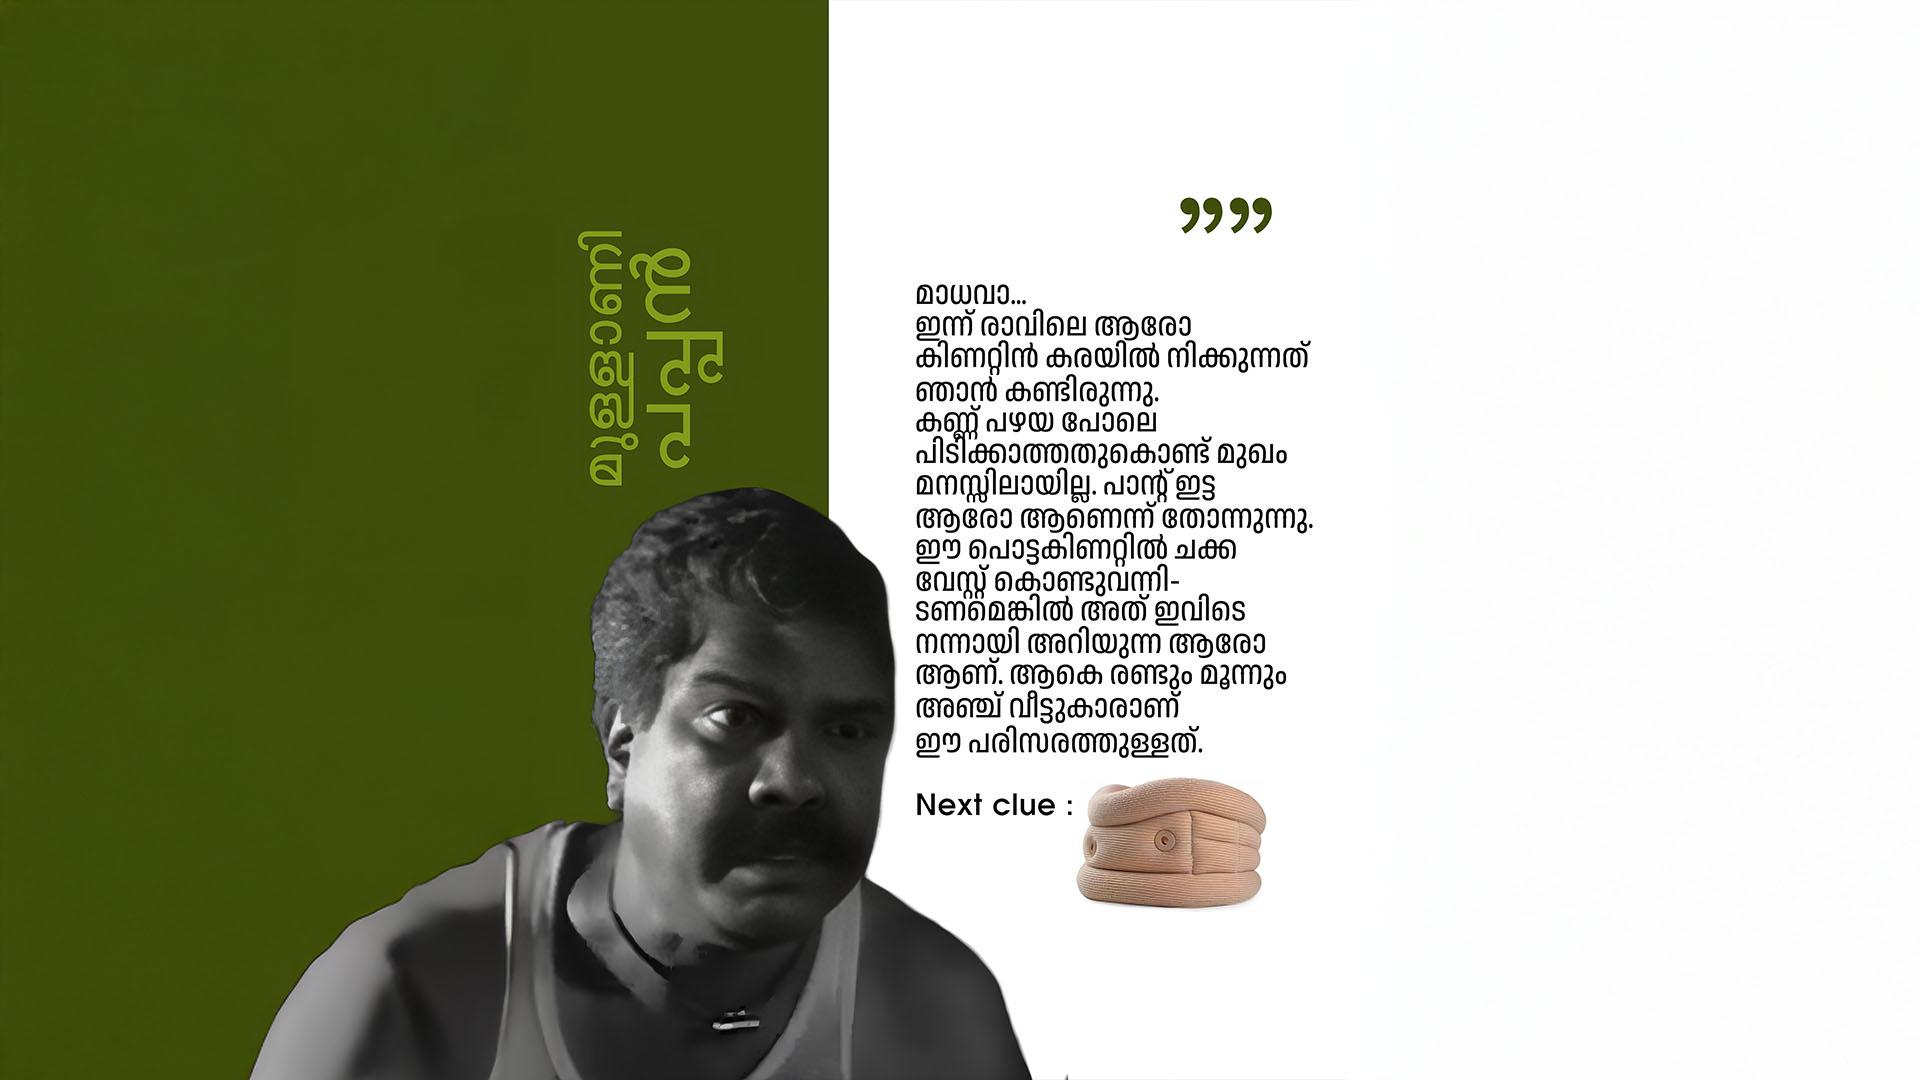 മുള്ളാണി
പപ്പൻ
””
മാധവാ...
ഇന്ന് രാവിലെ ആരോ
കിണറ്റിൻ കരയിൽ നിക്കുന്നത്
ഞാൻ കണ്ടിരുന്നു.
കണ്ണ് പഴയ പോലെ
പിടിക്കാത്തതുകൊണ്ട് മുഖം
മനസ്സിലായില്ല. പാന്റ് ഇട്ട
ആരോ ആണെന്ന് തോന്നുന്നു.
ഈ പൊട്ടകിണറ്റിൽ ചക്ക
വേസ്റ്റ് കൊണ്ടുവന്നി-
ടണമെങ്കിൽ അത് ഇവിടെ
നന്നായി അറിയുന്ന ആരോ
ആണ്. ആകെ രണ്ടും മൂന്നും
അഞ്ച് വീട്ടുകാരാണ്
ഈ പരിസരത്തുള്ളത്.
Next clue :